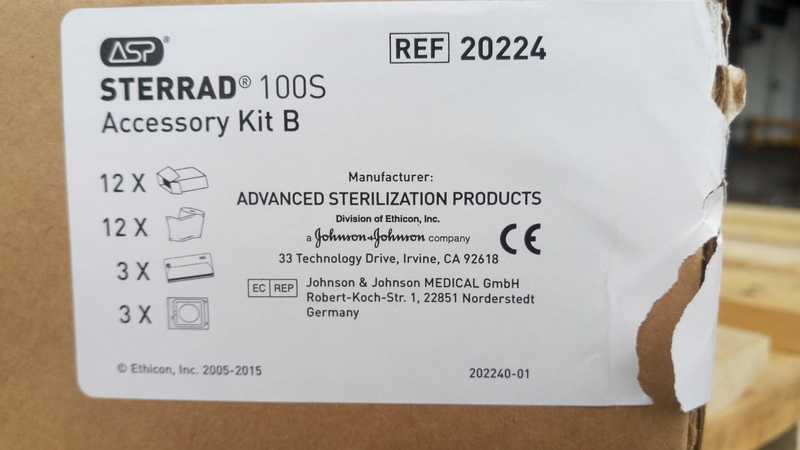 ASP®
REF 20224
STERRAD® 100S
Accessory Kit B
12 X
12 X
3 X
3 X
Manufacturer:
ADVANCED STERILIZATION PRODUCTS
Division of Ethicon, Inc.
a Johnson & Johnson company
33 Technology Drive, Irvine, CA 92618
CE
EC REP
Johnson & Johnson MEDICAL GmbH
Robert-Koch-Str. 1, 22851 Norderstedt
Germany
© Ethicon, Inc. 2005-2015
202240-01